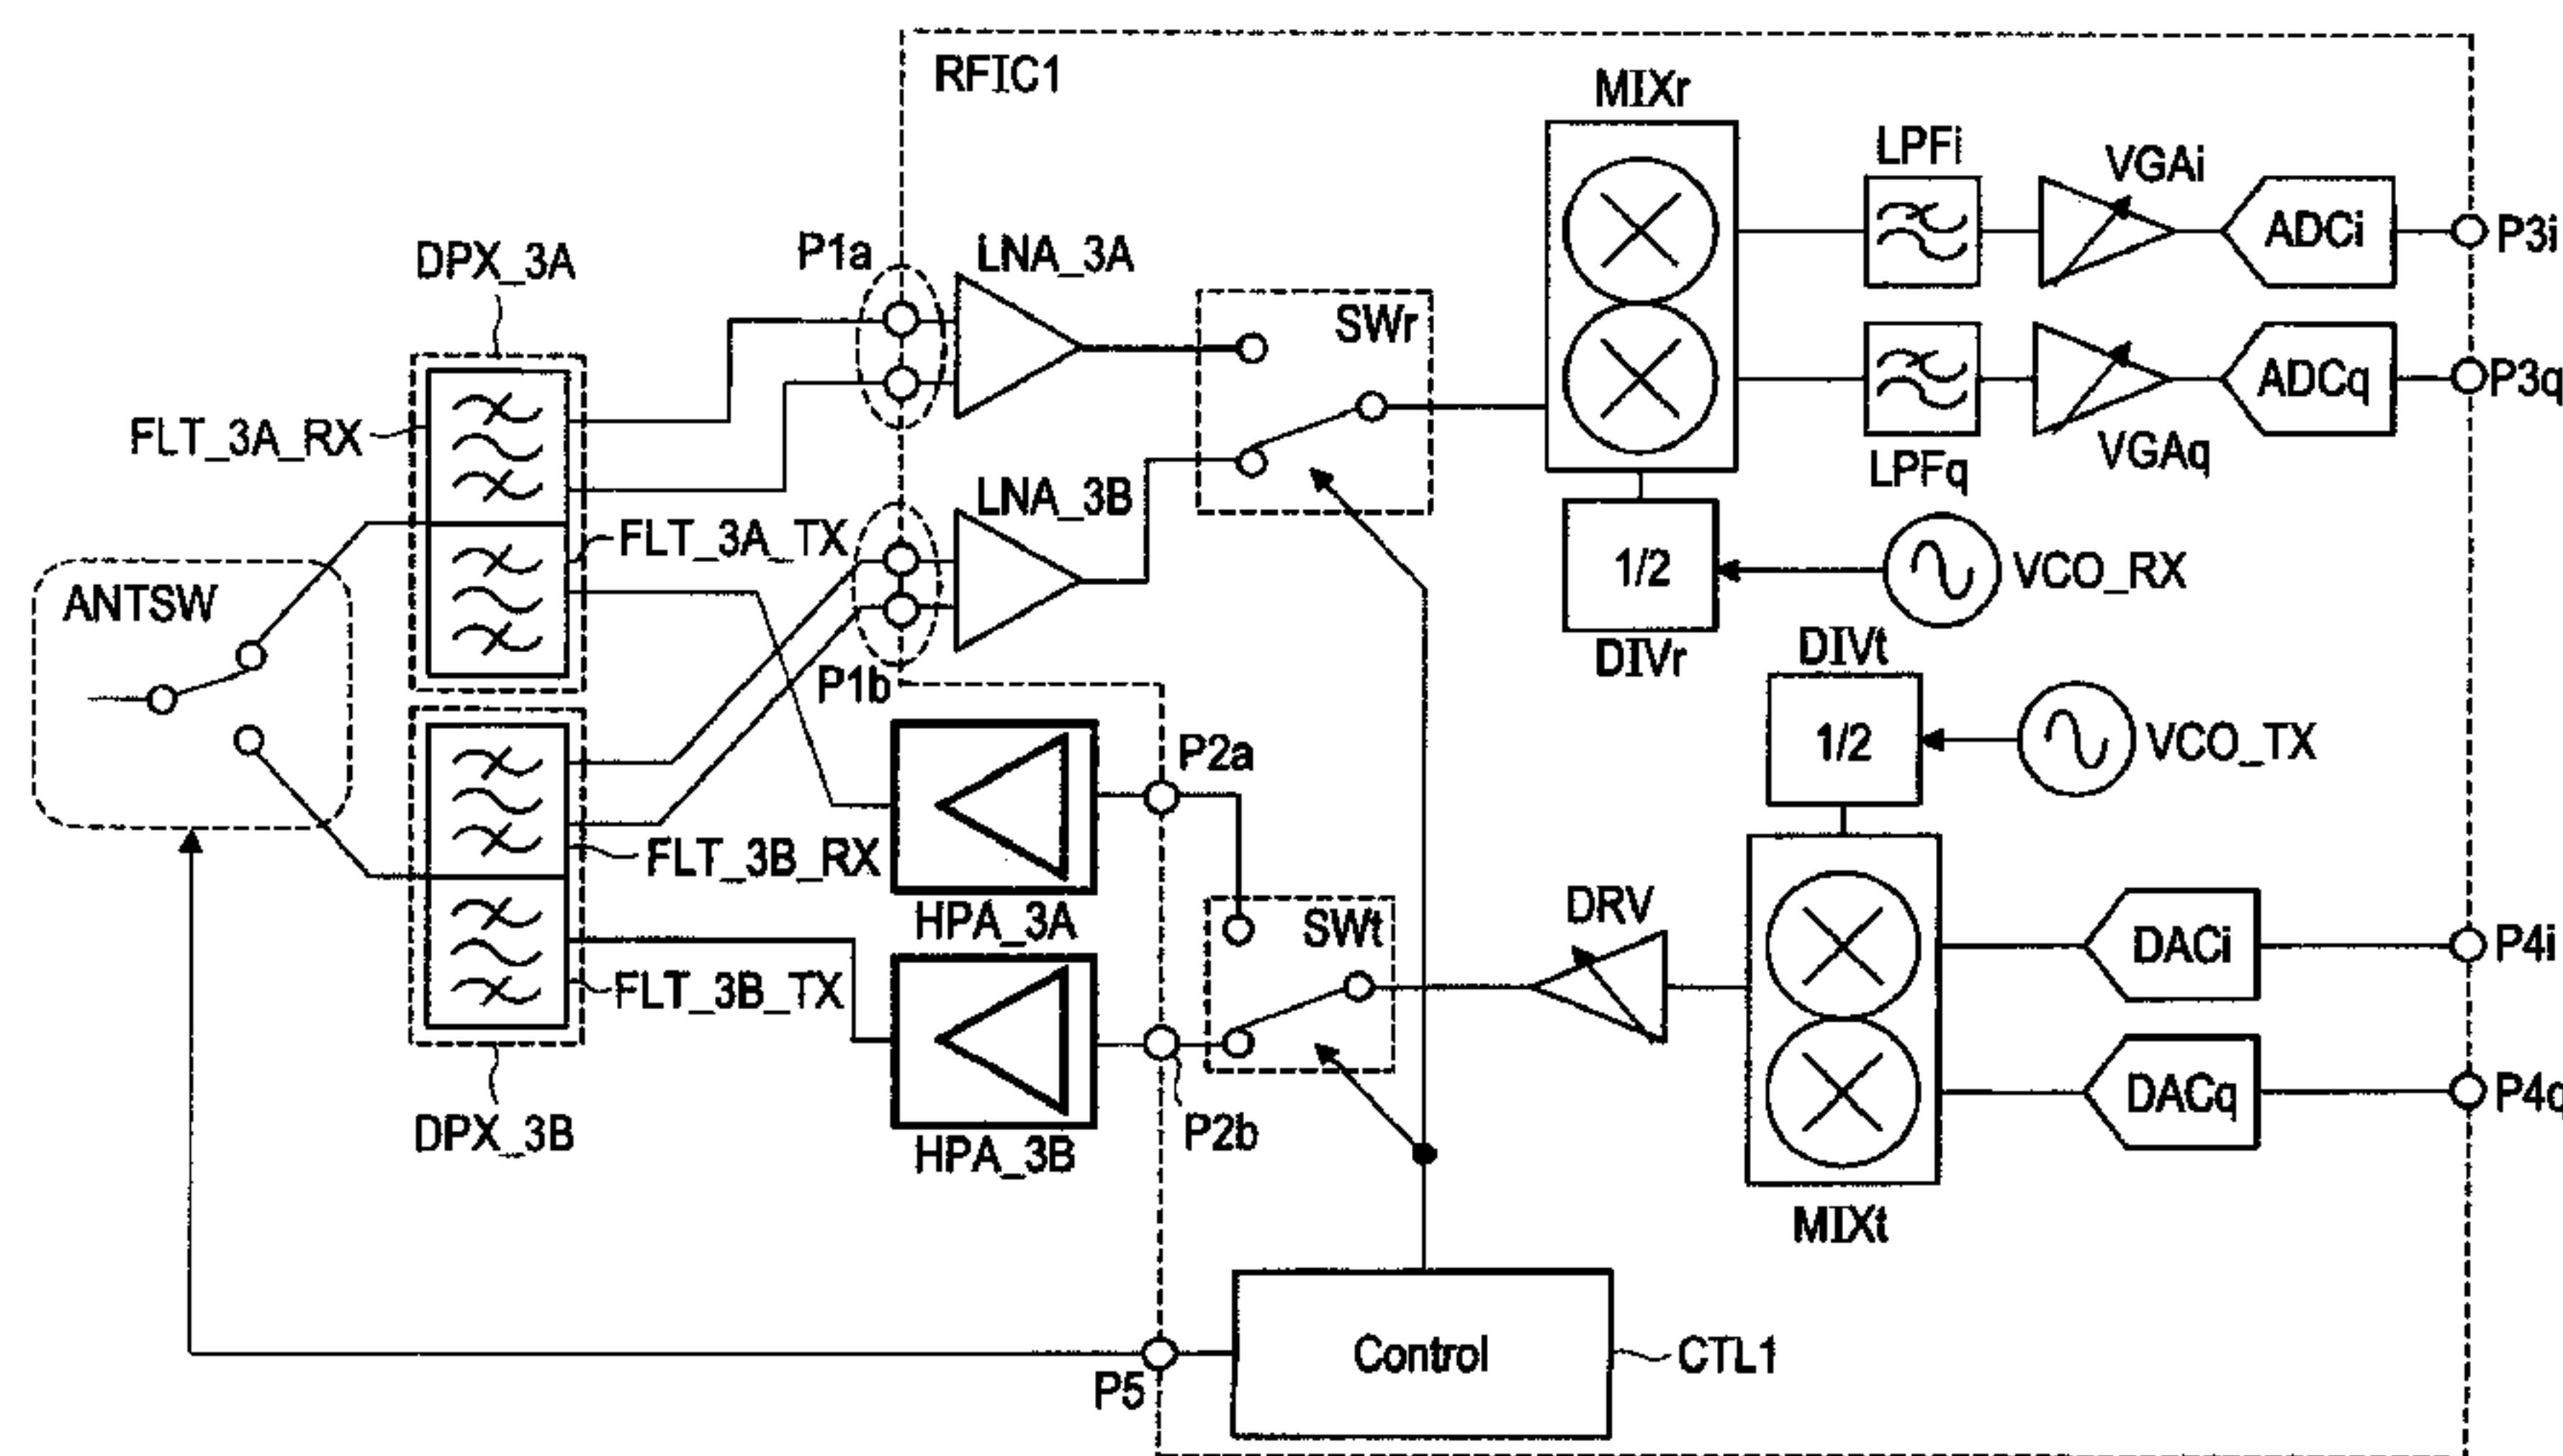 RFIC1
MIXr
LPFi
VGAi
ADCi
P3i
DPX_3A
P1a
LNA_3A
SWr
ADCq
P3q
FLT_3A_RX
LPFq
VGAq
LNA_3B
FLT_3A_TX
1/2
VCO_RX
ANTSW
P1b
DIVr
DIVt
P2a
1/2
VCO_TX
FLT_3B_RX
HPA_3A
SWt
DRV
DACi
P4i
FLT_3B_TX
DPX_3B
HPA_3B
P2b
DACq
P4q
MIXt
P5
Control
CTL1